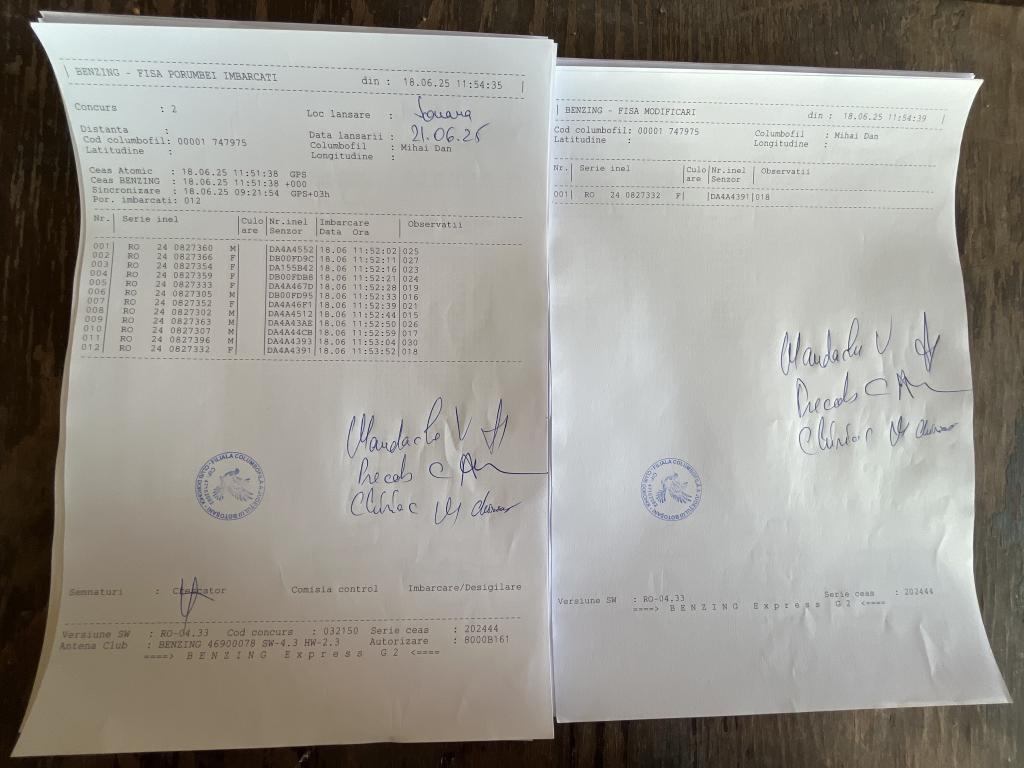 BENZING - FISA PORUMBEI IMBARCATI din : 18.06.25 11:54:35
Concurs : 2 Loc lansare :
Distanta : Data lansarii : 21.06.25
Cod columbofil: 00001 747975 Columbofil : Mihai Dan
Latitudine : Longitudine :
Ceas Atomic : 18.06.25 11:51:38 GPS
Ceas BENZING : 18.06.25 11:51:38 +000
Sincronizare : 18.06.25 09:21:54 GPS+03h
Por. imbarcati: 012
Nr. Serie inel Culo Nr.inel Imbarcare Observatii
are Senzor Data Ora
001 RO 24 0827360 M DA4A4552 18.06 11:52:02 025
002 RO 24 0827366 F DB00FD9C 18.06 11:52:11 027
003 RO 24 0827354 F DA155B42 18.06 11:52:16 023
004 RO 24 0827359 F DB00FDB8 18.06 11:52:21 024
005 RO 24 0827333 F DA4A467D 18.06 11:52:28 019
006 RO 24 0827305 M DB00FD95 18.06 11:52:33 016
007 RO 24 0827352 F DA4A46F1 18.06 11:52:39 021
008 RO 24 0827302 M DA4A4512 18.06 11:52:44 015
009 RO 24 0827363 M DA4A43AE 18.06 11:52:50 026
010 RO 24 0827307 M DA4A44CB 18.06 11:52:59 017
011 RO 24 0827396 M DA4A4393 18.06 11:53:04 030
012 RO 24 0827332 F DA4A4391 18.06 11:53:52 018
Mandache V
Semnaturi : Comisia control Imbarcare/Desigilare
Versiune SW : RO-04.33 Cod concurs : 032150 Serie ceas : 202444
Antena Club : BENZING 46900078 SW-4.3 HW-2.3 Autorizare : 8000B161
====> BENZING Express G2 <====
BENZING - FISA MODIFICARI din : 18.06.25 11:54:39
Cod columbofil: 00001 747975 Columbofil : Mihai Dan
Latitudine : Longitudine :
Nr. Serie inel Culo Nr.inel Observatii
are Senzor
001 RO 24 0827332 F DA4A4391 018
Mandache V
Versiune SW : RO-04.33 Serie ceas : 202444
====> BENZING Express G2 <====